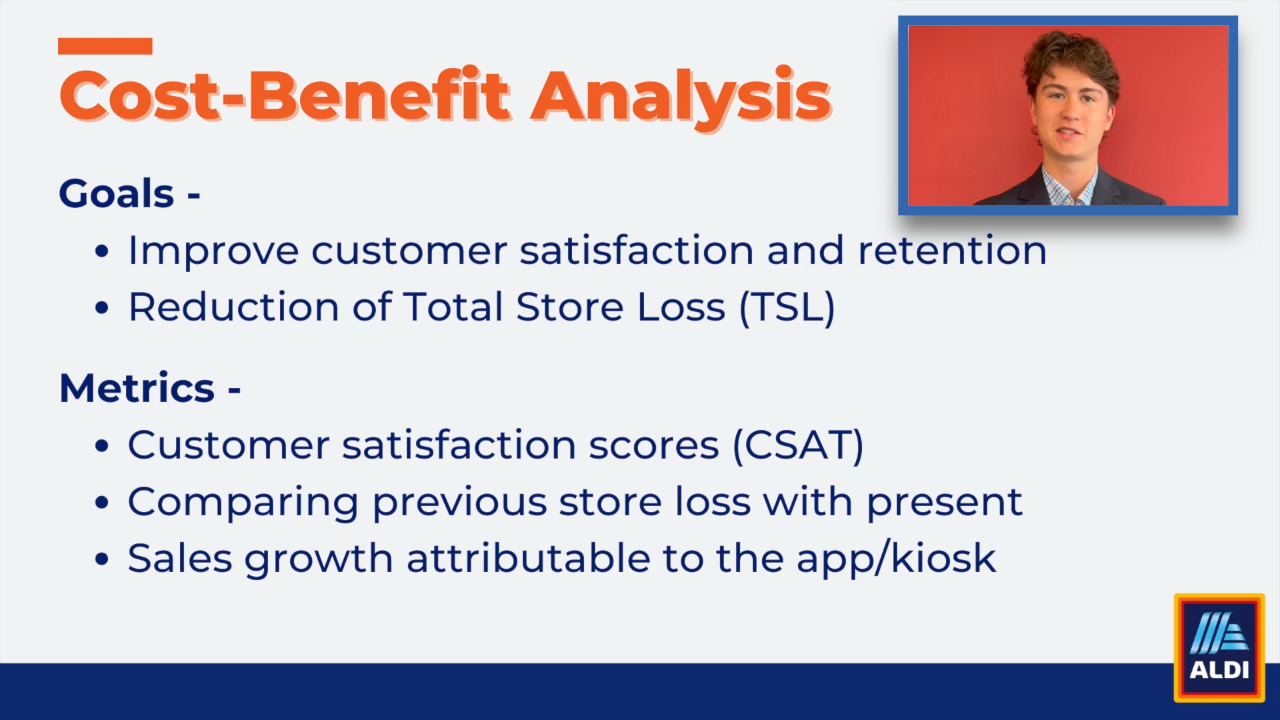 Cost-Benefit Analysis
Goals -
• Improve customer satisfaction and retention
• Reduction of Total Store Loss (TSL)
Metrics -
• Customer satisfaction scores (CSAT)
• Comparing previous store loss with present
• Sales growth attributable to the app/kiosk
ALDI